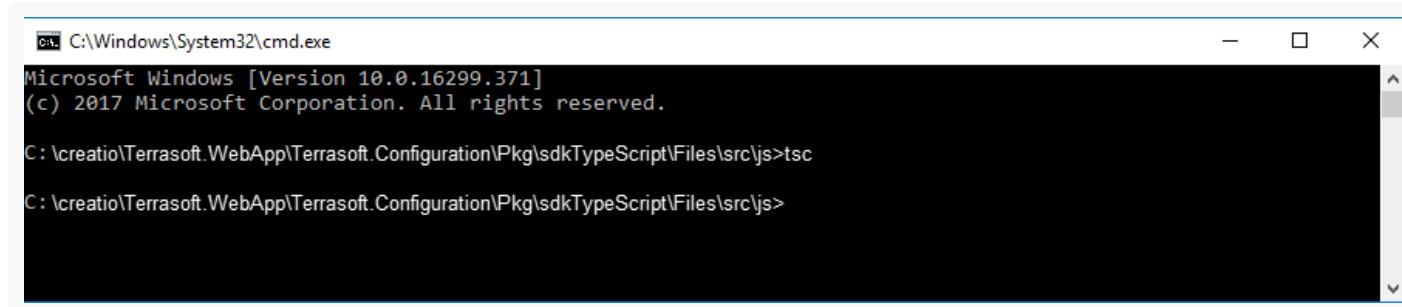 C:\Windows\System32\cmd.exe
Microsoft Windows [Version 10.0.16299.371]
(c) 2017 Microsoft Corporation. All rights reserved.
C: \creatio\Terrasoft.WebApp\Terrasoft.Configuration\Pkg\sdkTypeScript\Files\src\js>tsc
C: \creatio\Terrasoft.WebApp\Terrasoft.Configuration\Pkg\sdkTypeScript\Files\src\js>